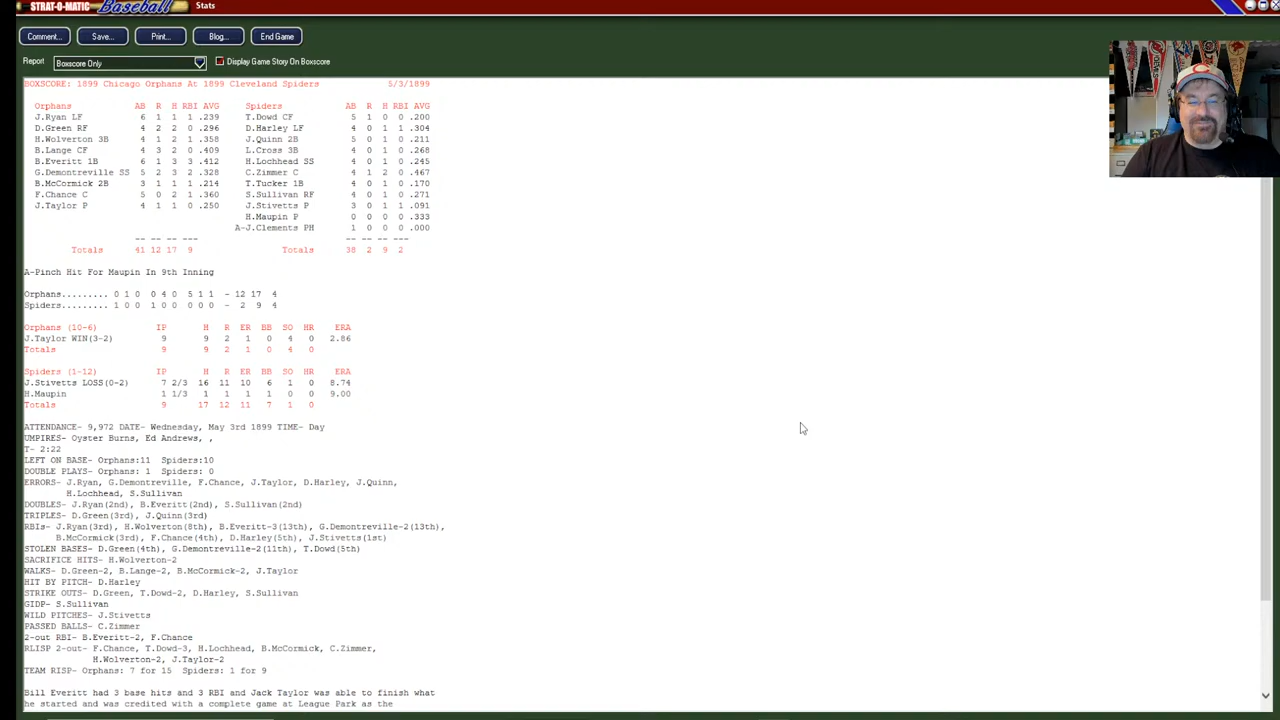 STRAT-O-MATIC Baseball Stats
Comment... Save... Print... Blog... End Game
Report Boxscore Only Display Game Story On Boxscore
BOXSCORE: 1899 Chicago Orphans At 1899 Cleveland Spiders 5/3/1899
Orphans AB R H RBI AVG Spiders AB R H RBI AVG
J.Ryan LF 6 1 1 1 .239 T.Dowd CF 5 1 0 0 .200
D.Green RF 4 2 2 0 .296 D.Harley LF 4 0 1 1 .304
H.Wolverton 3B 4 1 2 1 .358 J.Quinn 2B 5 0 1 0 .211
B.Lange CF 4 3 2 0 .409 L.Cross 3B 4 0 1 0 .268
B.Everitt 1B 6 1 3 3 .412 H.Lochhead SS 4 0 1 0 .245
G.Demontreville SS 5 2 3 2 .328 C.Zimmer C 4 1 2 0 .467
B.McCormick 2B 3 1 1 1 .214 T.Tucker 1B 4 0 1 0 .170
F.Chance C 5 0 2 1 .360 S.Sullivan RF 4 0 1 0 .271
J.Taylor P 4 1 1 0 .250 J.Stivetts P 3 0 1 1 .091
H.Maupin P 0 0 0 0 .333
A-J.Clements PH 1 0 0 0 .000
-- -- -- --- -- -- -- ---
Totals 41 12 17 9 Totals 38 2 9 2
A-Pinch Hit For Maupin In 9th Inning
Orphans......... 0 1 0 0 4 0 5 1 1 - 12 17 4
Spiders......... 1 0 0 1 0 0 0 0 0 - 2 9 4
Orphans (10-6) IP H R ER BB SO HR ERA
J.Taylor WIN(3-2) 9 9 2 1 0 4 0 2.86
Totals 9 9 2 1 0 4 0
Spiders (1-12) IP H R ER BB SO HR ERA
J.Stivetts LOSS(0-2) 7 2/3 16 11 10 6 1 0 8.74
H.Maupin 1 1/3 1 1 1 1 0 0 9.00
Totals 9 17 12 11 7 1 0
ATTENDANCE- 9,972 DATE- Wednesday, May 3rd 1899 TIME- Day
UMPIRES- Oyster Burns, Ed Andrews, ,
T- 2:22
LEFT ON BASE- Orphans:11 Spiders:10
DOUBLE PLAYS- Orphans: 1 Spiders: 0
ERRORS- J.Ryan, G.Demontreville, F.Chance, J.Taylor, D.Harley, J.Quinn,
H.Lochhead, S.Sullivan
DOUBLES- J.Ryan(2nd), B.Everitt(2nd), S.Sullivan(2nd)
TRIPLES- D.Green(3rd), J.Quinn(3rd)
RBIs- J.Ryan(3rd), H.Wolverton(8th), B.Everitt-3(13th), G.Demontreville-2(13th),
B.McCormick(3rd), F.Chance(4th), D.Harley(5th), J.Stivetts(1st)
STOLEN BASES- D.Green(4th), G.Demontreville-2(11th), T.Dowd(5th)
SACRIFICE HITS- H.Wolverton-2
WALKS- D.Green-2, B.Lange-2, B.McCormick-2, J.Taylor
HIT BY PITCH- D.Harley
STRIKE OUTS- D.Green, T.Dowd-2, D.Harley, S.Sullivan
GIDP- S.Sullivan
WILD PITCHES- J.Stivetts
PASSED BALLS- C.Zimmer
2-out RBI- B.Everitt-2, F.Chance
RLISP 2-out- F.Chance, T.Dowd-3, H.Lochhead, B.McCormick, C.Zimmer,
H.Wolverton-2, J.Taylor-2
TEAM RISP- Orphans: 7 for 15 Spiders: 1 for 9
Bill Everitt had 3 base hits and 3 RBI and Jack Taylor was able to finish what
he started and was credited with a complete game at League Park as the